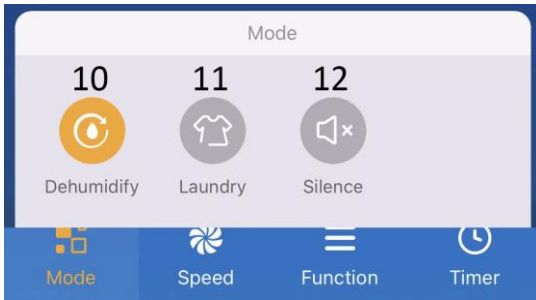 Mode
10 11 12
Dehumidify Laundry Silence
Mode Speed Function Timer